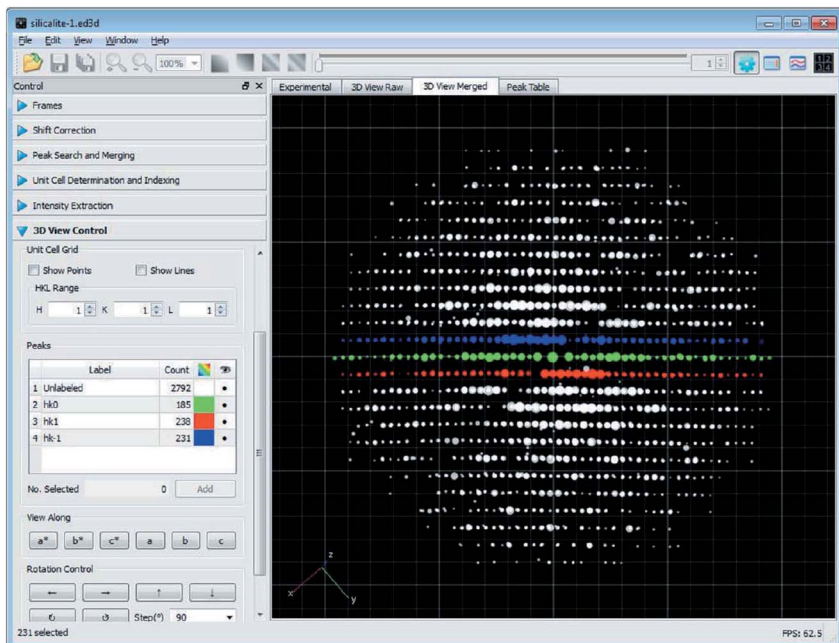 silicalite-1.ed3d
File Edit View Window Help
100% 1
Control
Experimental 3D View Raw 3D View Merged Peak Table
Frames
Shift Correction
Peak Search and Merging
Unit Cell Determination and Indexing
Intensity Extraction
3D View Control
Unit Cell Grid
Show Points Show Lines
HKL Range
H 1 K 1 L 1
Peaks
Label Count
1 Unlabeled 2792
2 hk0 185
3 hk1 238
4 hk-1 231
No. Selected 0 Add
View Along
a* b* c* a b c
Rotation Control
Step(°) 90
z
x
y
231 selected FPS: 62.5